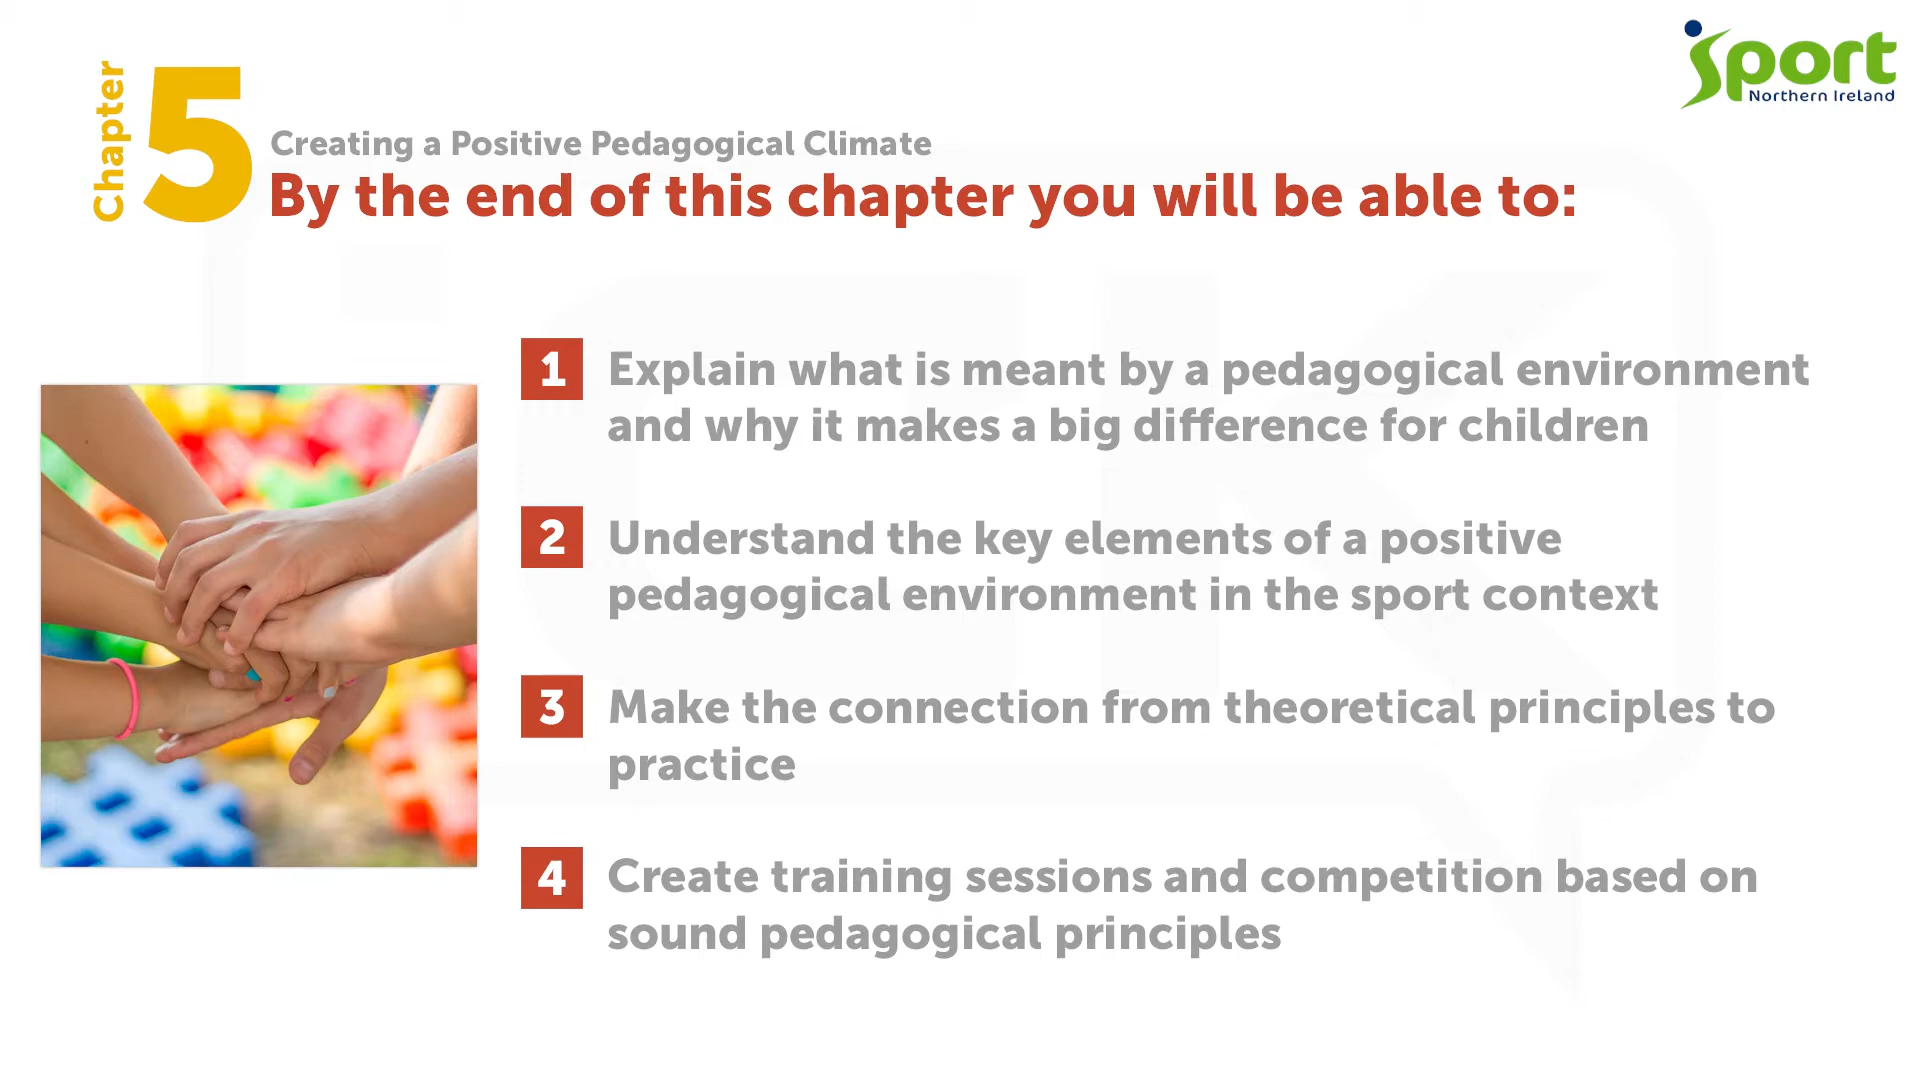 Sport
Northern Ireland
Chapter
5
Creating a Positive Pedagogical Climate
By the end of this chapter you will be able to:
1
Explain what is meant by a pedagogical environment
and why it makes a big difference for children
2
Understand the key elements of a positive
pedagogical environment in the sport context
3
Make the connection from theoretical principles to
practice
4
Create training sessions and competition based on
sound pedagogical principles